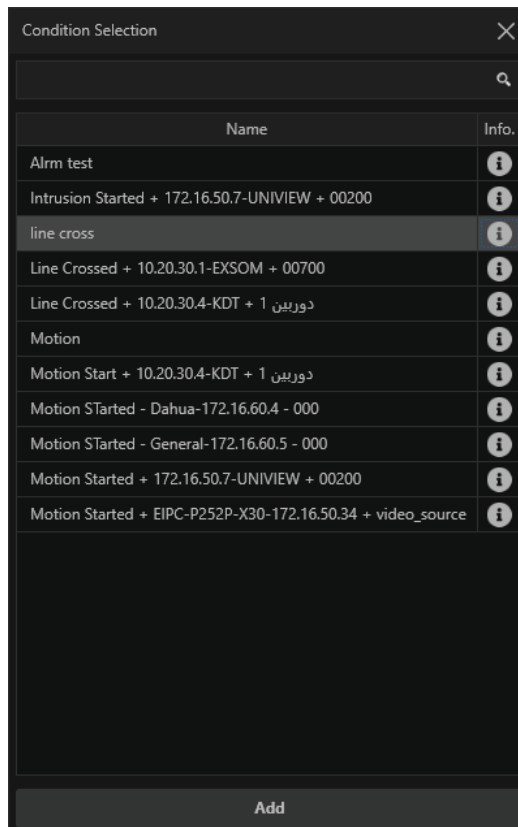 Condition Selection
Name Info.
Alrm test
Intrusion Started + 172.16.50.7-UNIVIEW + 00200
line cross
Line Crossed + 10.20.30.1-EXSOM + 00700
Line Crossed + 10.20.30.4-KDT + 1 دوربین
Motion
Motion Start + 10.20.30.4-KDT + 1 دوربین
Motion STarted - Dahua-172.16.60.4 - 000
Motion STarted - General-172.16.60.5 - 000
Motion Started + 172.16.50.7-UNIVIEW + 00200
Motion Started + EIPC-P252P-X30-172.16.50.34 + video_source
Add